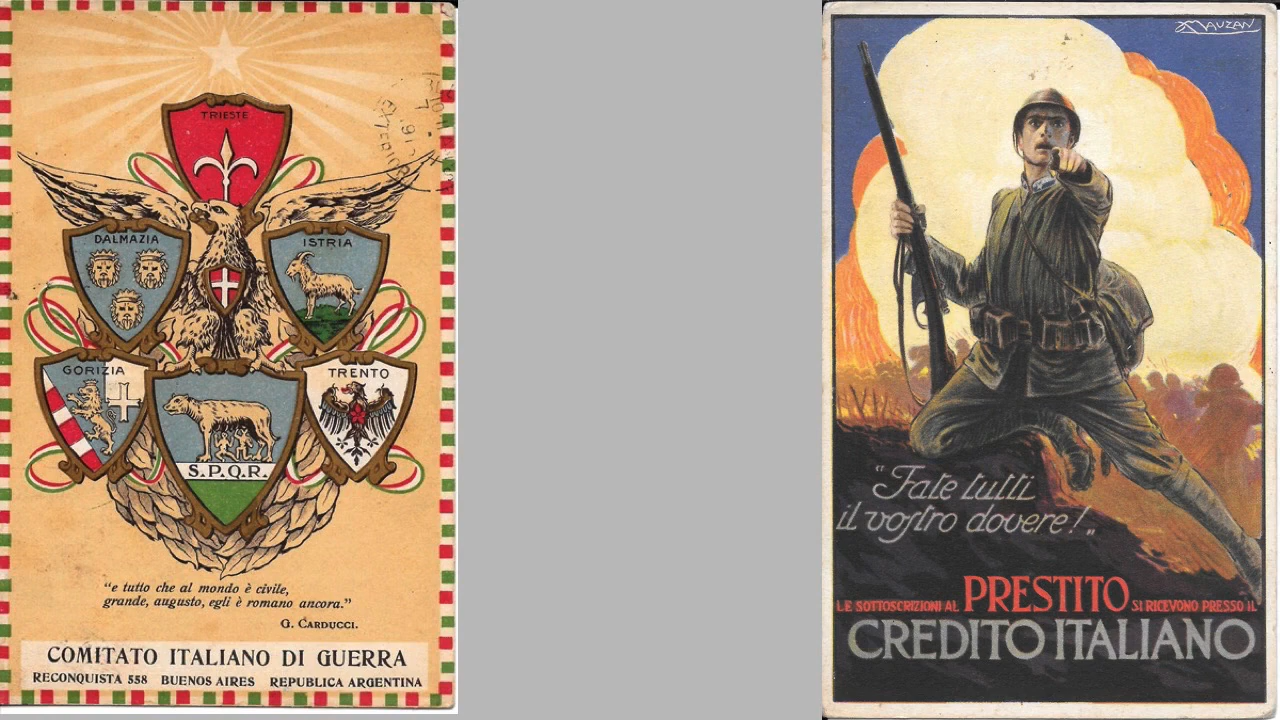 TRIESTE
DALMAZIA
ISTRIA
GORIZIA
TRENTO
S.P.Q.R.
"e tutto che al mondo è civile,
grande, augusto, egli è romano ancora."
G. CARDUCCI.
COMITATO ITALIANO DI GUERRA
RECONQUISTA 558 BUENOS AIRES REPUBLICA ARGENTINA
MAUZAN
"Fate tutti
il vostro dovere!„
LE SOTTOSCRIZIONI AL PRESTITO SI RICEVONO PRESSO IL
CREDITO ITALIANO